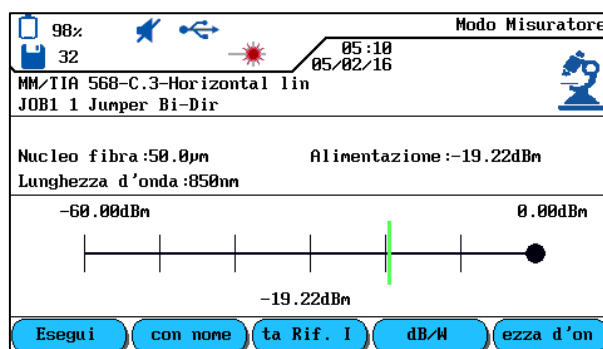 98%
Modo Misuratore
32
05:10
05/02/16
MM/TIA 568-C.3-Horizontal lin
JOB1 1 Jumper Bi-Dir
Nucleo fibra:50.0µm
Alimentazione:-19.22dBm
Lunghezza d'onda:850nm
-60.00dBm
0.00dBm
-19.22dBm
Esegui
con nome
ta Rif. I
dB/W
ezza d'on